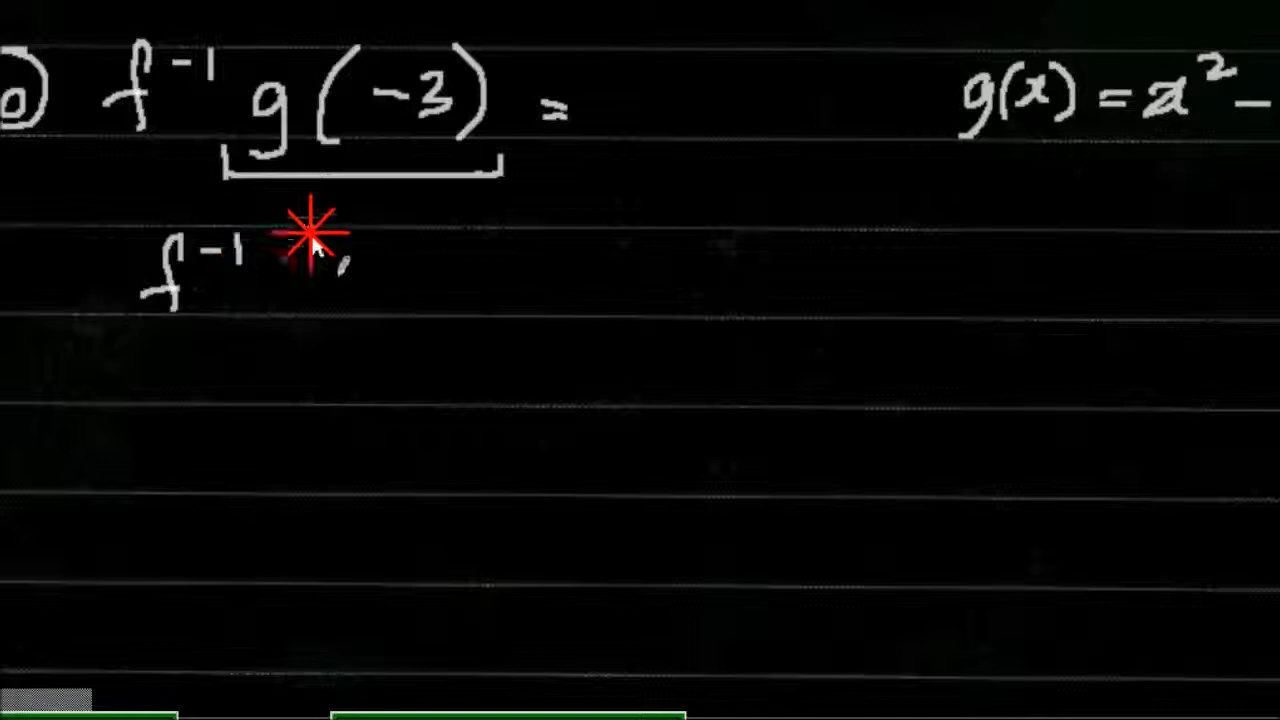 f⁻¹ g(-3) = g(x) = x² -
f⁻¹